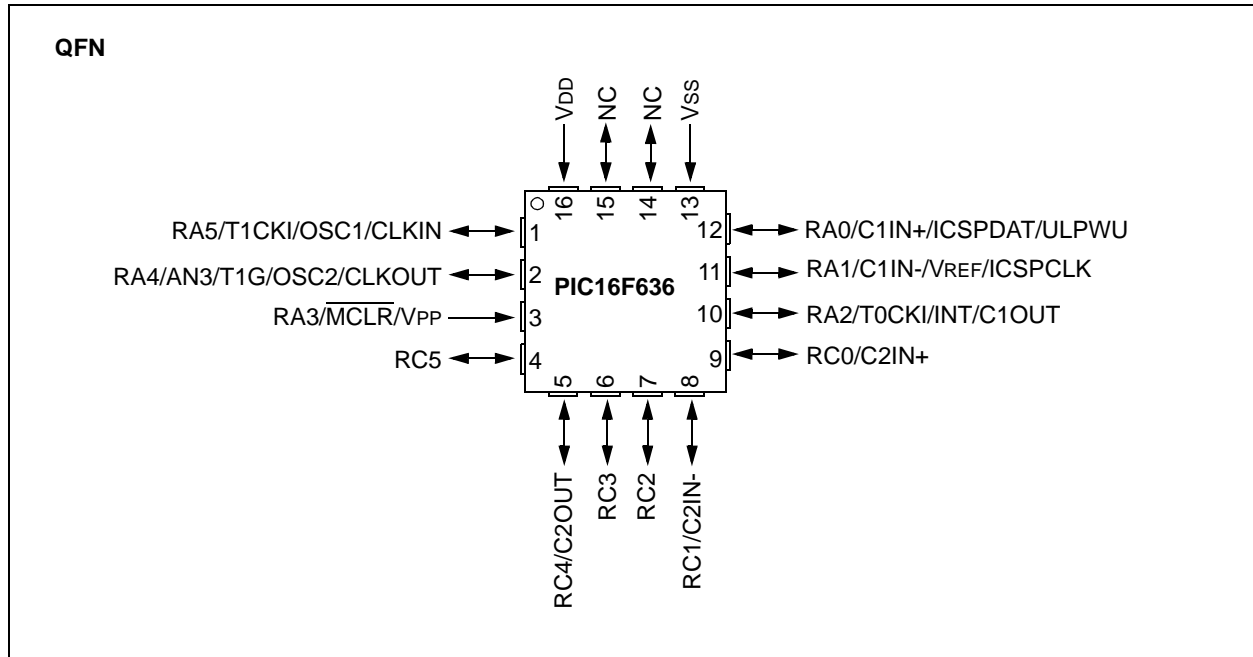 QFN
VDD
NC
NC
VSS
16
15
14
13
RA5/T1CKI/OSC1/CLKIN
1
12
RA0/C1IN+/ICSPDAT/ULPWU
RA4/AN3/T1G/OSC2/CLKOUT
2
11
RA1/C1IN-/VREF/ICSPCLK
PIC16F636
RA3/MCLR/VPP
3
10
RA2/T0CKI/INT/C1OUT
RC5
4
9
RC0/C2IN+
5
6
7
8
RC4/C2OUT
RC3
RC2
RC1/C2IN-